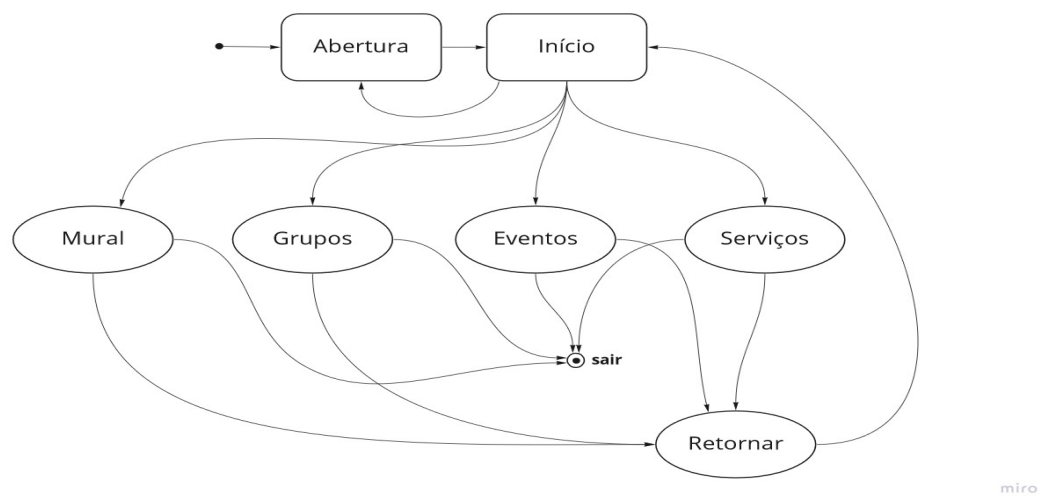 Abertura
Início
Mural
Grupos
Eventos
Serviços
sair
Retornar
miro